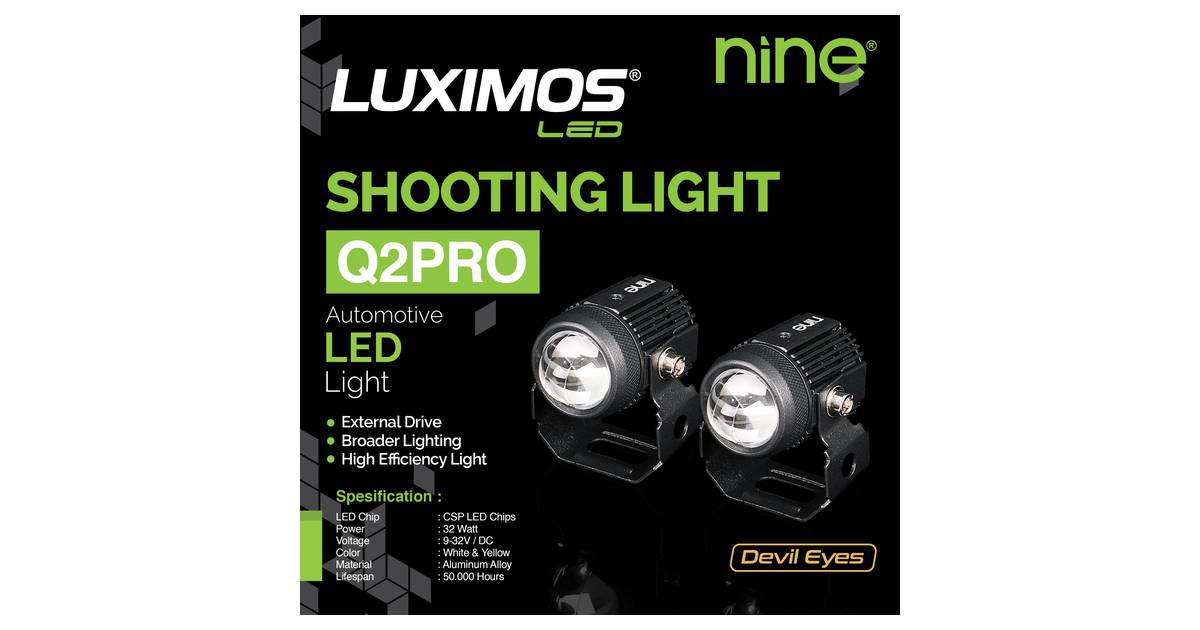 nine®
LUXIMOS®
LED
SHOOTING LIGHT
Q2PRO
Automotive
LED
Light
nine
nine
• External Drive
• Broader Lighting
• High Efficiency Light
Spesification :
LED Chip : CSP LED Chips
Power : 32 Watt
Voltage : 9-32V / DC
Color : White & Yellow
Material : Aluminum Alloy
Lifespan : 50.000 Hours
Devil Eyes